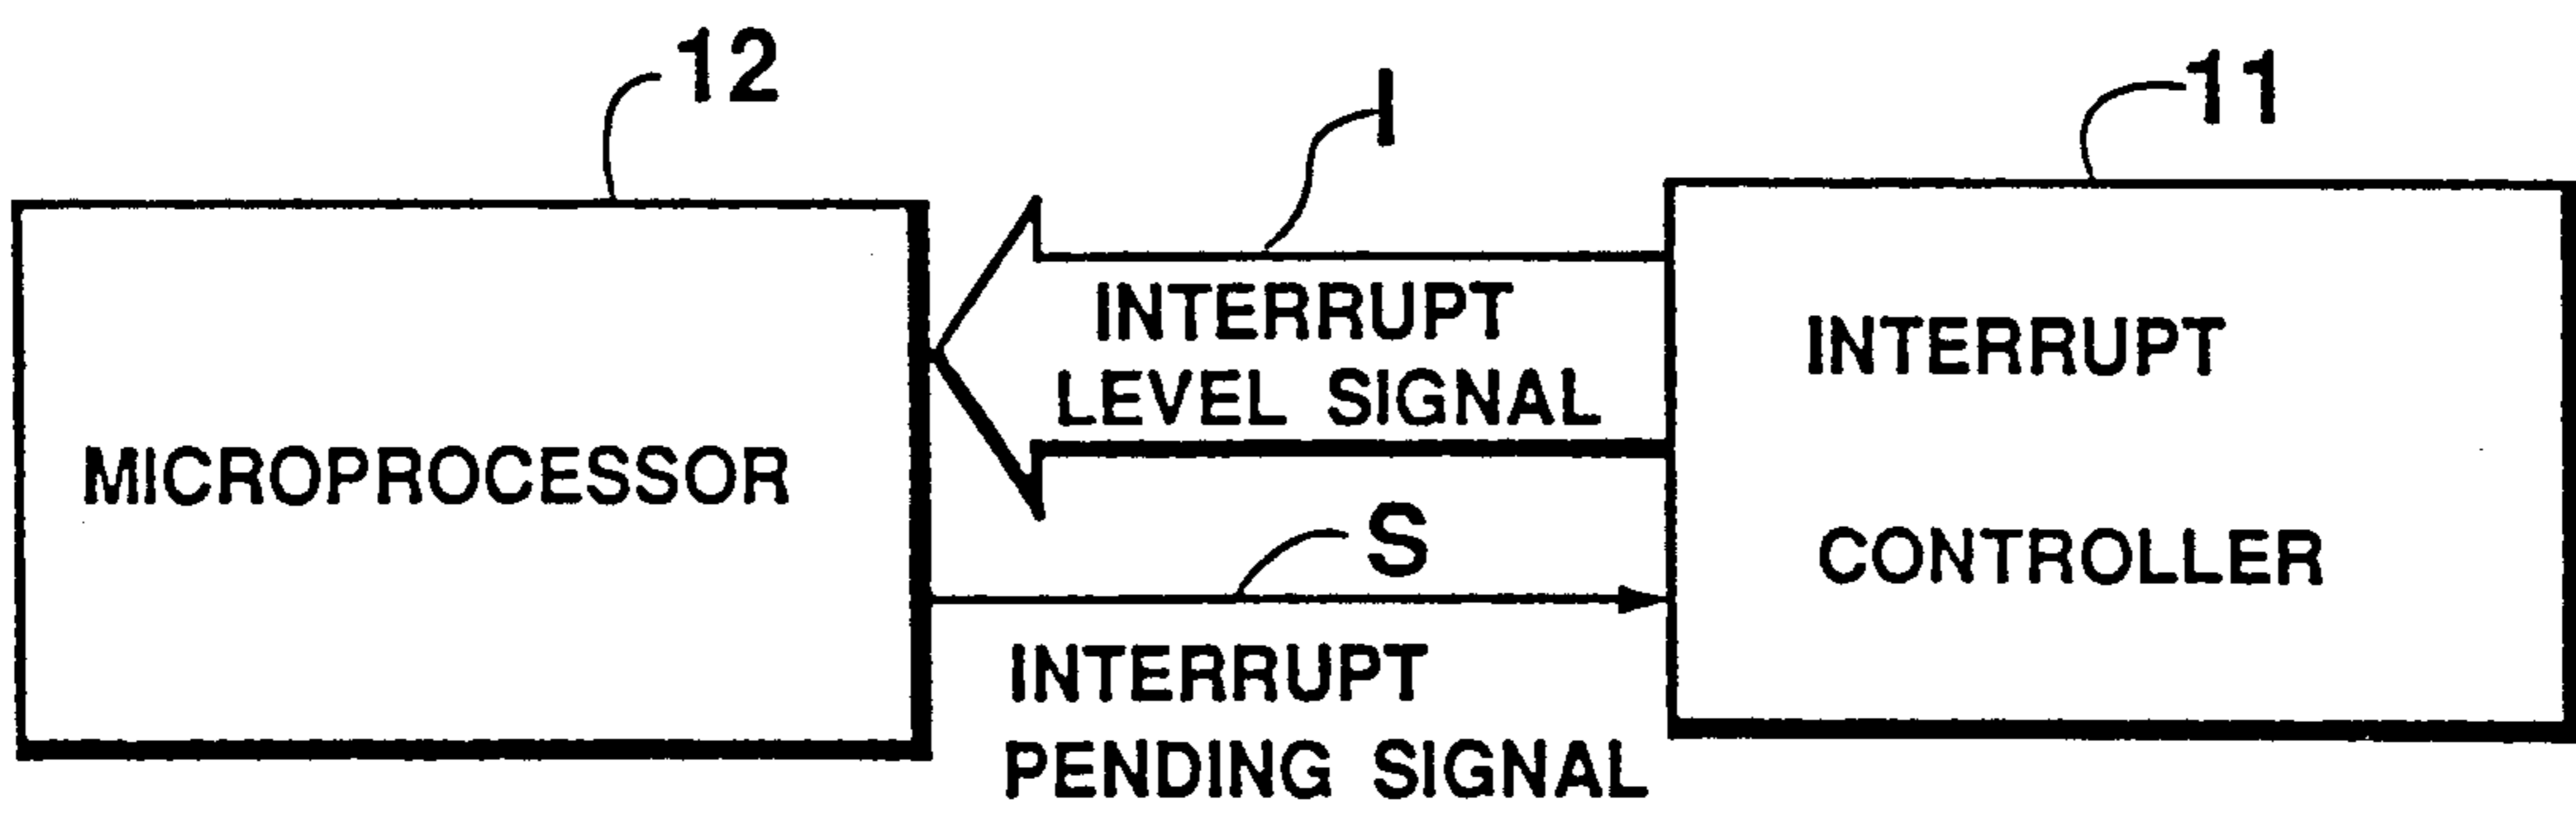 12
I
11
INTERRUPT
LEVEL SIGNAL
INTERRUPT
CONTROLLER
MICROPROCESSOR
S
INTERRUPT
PENDING SIGNAL